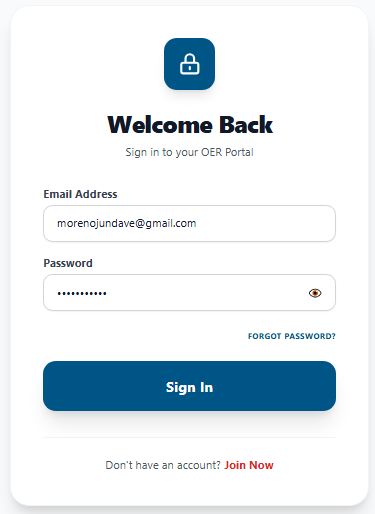 Welcome Back
Sign in to your OER Portal
Email Address
morenojundave@gmail.com
Password
•••••••••••
FORGOT PASSWORD?
Sign In
Don't have an account? Join Now